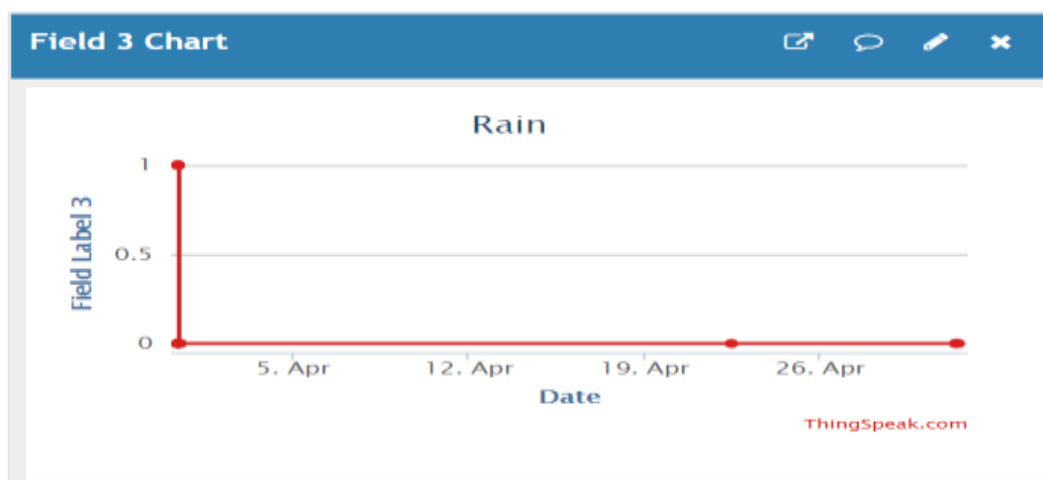 Field 3 Chart
Rain
Field Label 3
1
0.5
0
5. Apr 12. Apr 19. Apr 26. Apr
Date
ThingSpeak.com